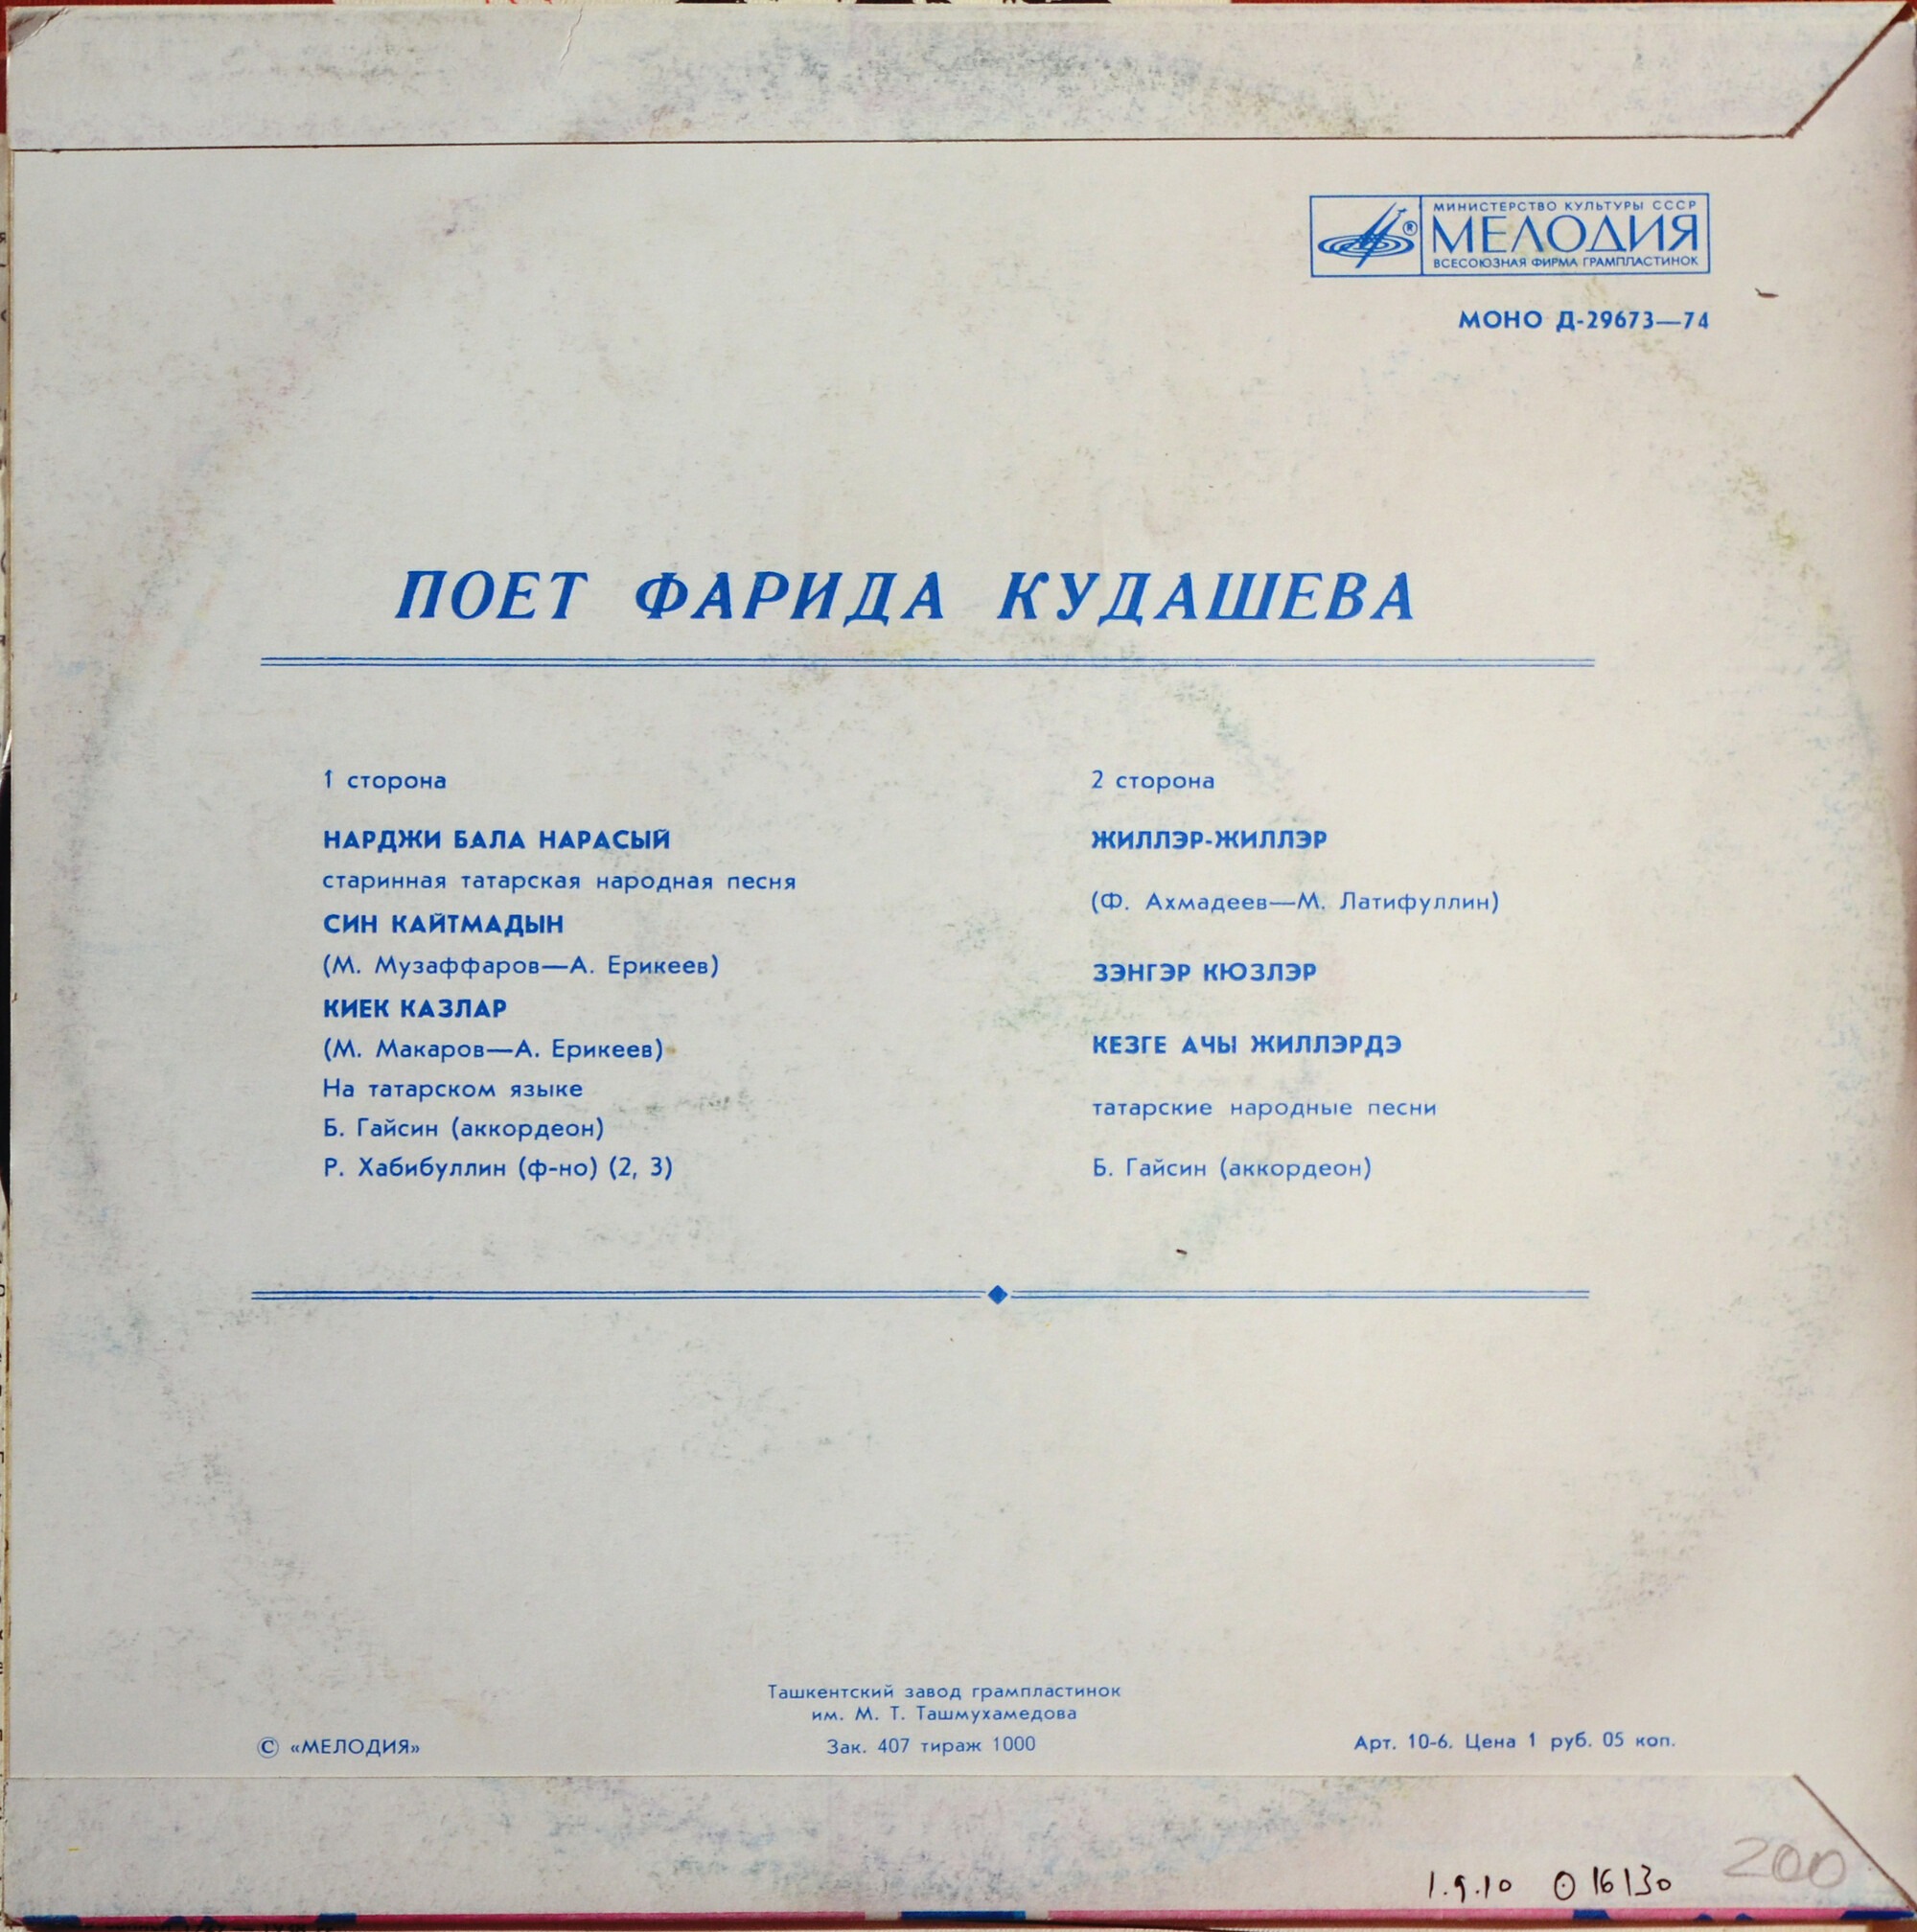 МИНИСТЕРСТВО КУЛЬТУРЫ СССР
МЕЛОДИЯ
®
ВСЕСОЮЗНАЯ ФИРМА ГРАМПЛАСТИНОК
МОНО Д-29673—74
ПОЕТ ФАРИДА КУДАШЕВА
1 сторона
НАРДЖИ БАЛА НАРАСЫЙ
старинная татарская народная песня
СИН КАЙТМАДЫН
(М. Музаффаров—А. Ерикеев)
КИЕК КАЗЛАР
(М. Макаров—А. Ерикеев)
На татарском языке
Б. Гайсин (аккордеон)
Р. Хабибуллин (ф-но) (2, 3)
2 сторона
ЖИЛЛЭР-ЖИЛЛЭР
(Ф. Ахмадеев—М. Латифуллин)
ЗЭНГЭР КЮЗЛЭР
КЕЗГЕ АЧЫ ЖИЛЛЭРДЭ
татарские народные песни
Б. Гайсин (аккордеон)
Ташкентский завод грампластинок
им. М. Т. Ташмухамедова
Зак. 407 тираж 1000
© «МЕЛОДИЯ»
Арт. 10-6. Цена 1 руб. 05 коп.
200
1.9.10 О 16130